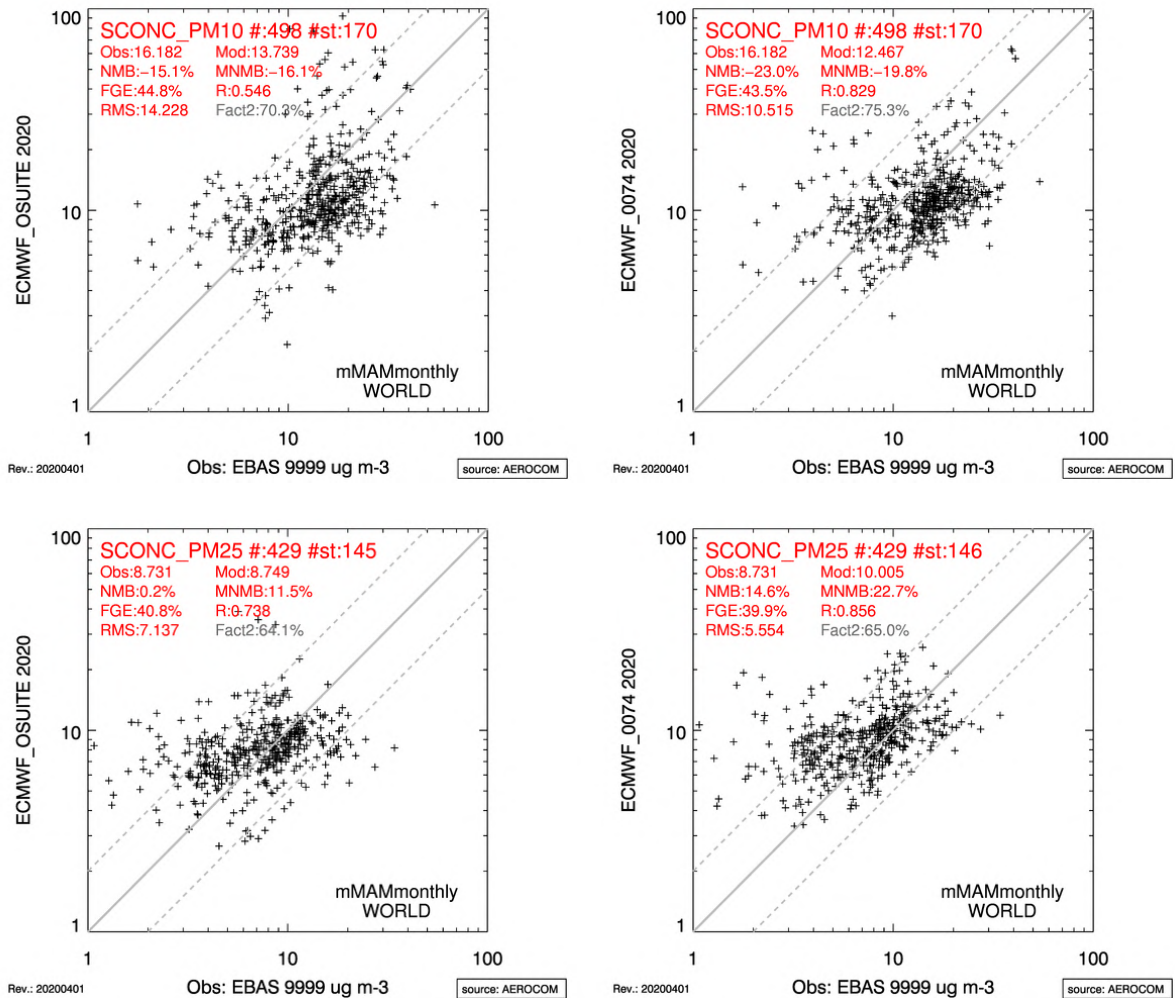 SCONC_PM10 #:498 #st:170
Obs:16.182 Mod:13.739
NMB:−15.1% MNMB:−16.1%
FGE:44.8% R:0.546
RMS:14.228 Fact2:70.3%
100
10
1
ECMWF_OSUITE 2020
mMAMmonthly
WORLD
1 10 100
Rev.: 20200401 Obs: EBAS 9999 ug m-3 source: AEROCOM
SCONC_PM10 #:498 #st:170
Obs:16.182 Mod:12.467
NMB:−23.0% MNMB:−19.8%
FGE:43.5% R:0.829
RMS:10.515 Fact2:75.3%
100
10
1
ECMWF_0074 2020
mMAMmonthly
WORLD
1 10 100
Rev.: 20200401 Obs: EBAS 9999 ug m-3 source: AEROCOM
SCONC_PM25 #:429 #st:145
Obs:8.731 Mod:8.749
NMB:0.2% MNMB:11.5%
FGE:40.8% R:0.738
RMS:7.137 Fact2:64.1%
100
10
1
ECMWF_OSUITE 2020
mMAMmonthly
WORLD
1 10 100
Rev.: 20200401 Obs: EBAS 9999 ug m-3 source: AEROCOM
SCONC_PM25 #:429 #st:146
Obs:8.731 Mod:10.005
NMB:14.6% MNMB:22.7%
FGE:39.9% R:0.856
RMS:5.554 Fact2:65.0%
100
10
1
ECMWF_0074 2020
mMAMmonthly
WORLD
1 10 100
Rev.: 20200401 Obs: EBAS 9999 ug m-3 source: AEROCOM